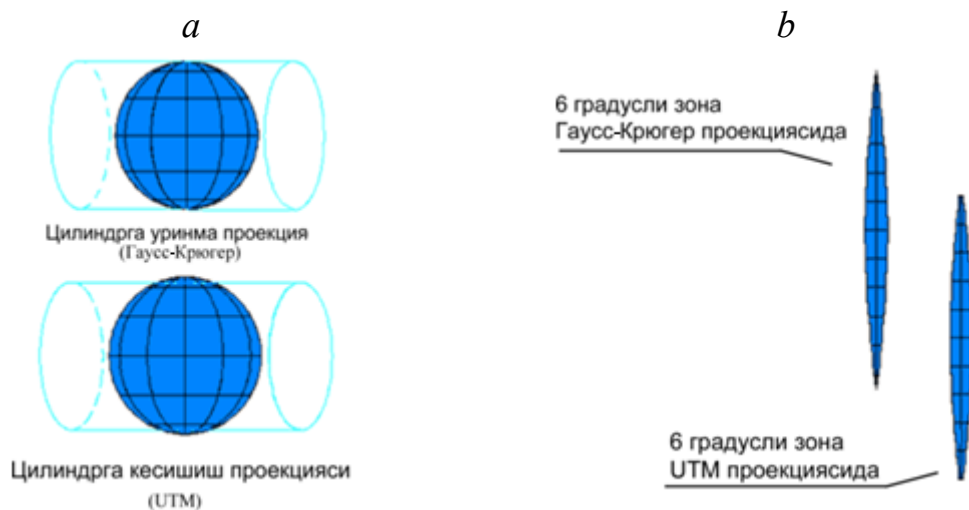 a
b
Цилиндрга уринма проекция
(Гаусс-Крюгер)
Цилиндрга кесишиш проекцияси
(UTM)
6 градусли зона
Гаусс-Крюгер проекциясида
6 градусли зона
UTM проекциясида